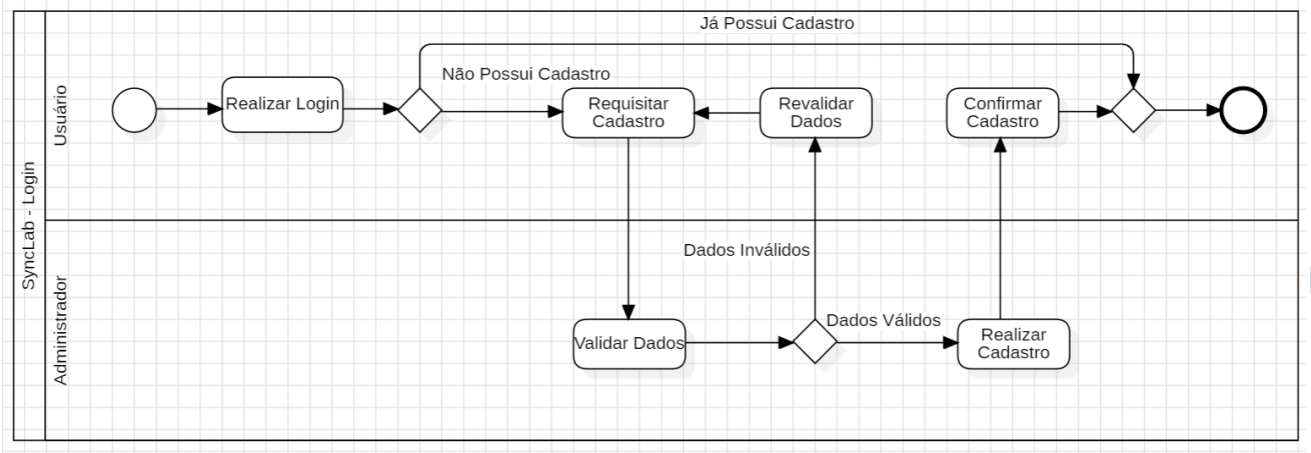 SyncLab - Login
Usuário
Já Possui Cadastro
Realizar Login
Não Possui Cadastro
Requisitar
Cadastro
Revalidar
Dados
Confirmar
Cadastro
Administrador
Dados Inválidos
Validar Dados
Dados Válidos
Realizar
Cadastro